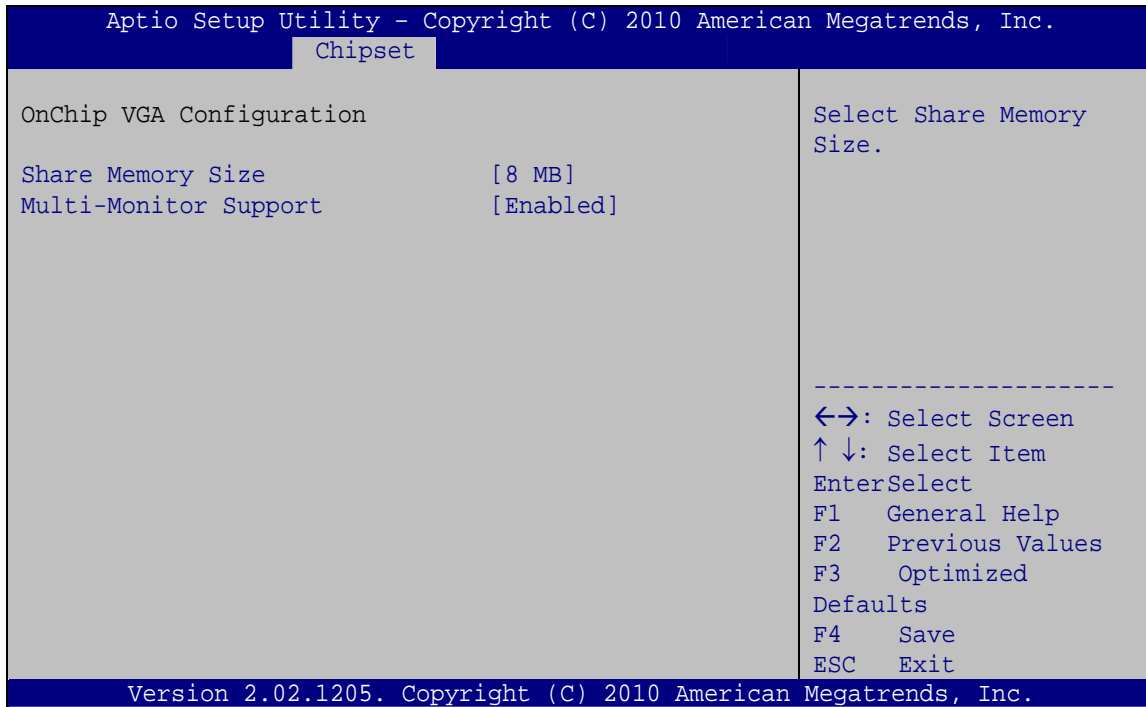 Aptio Setup Utility – Copyright (C) 2010 American Megatrends, Inc.
Chipset
OnChip VGA Configuration
Share Memory Size [8 MB]
Multi-Monitor Support [Enabled]
Select Share Memory
Size.
---------------------
←→: Select Screen
↑ ↓: Select Item
EnterSelect
F1 General Help
F2 Previous Values
F3 Optimized
Defaults
F4 Save
ESC Exit
Version 2.02.1205. Copyright (C) 2010 American Megatrends, Inc.